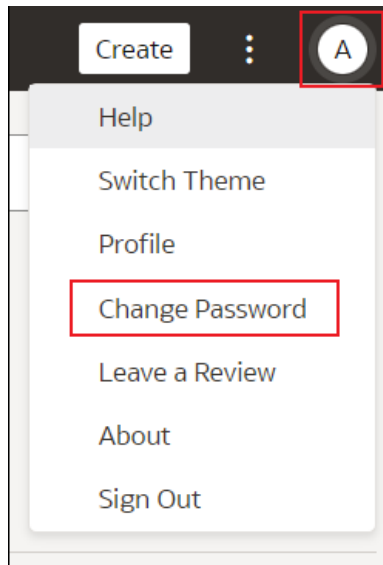 Create
A
Help
Switch Theme
Profile
Change Password
Leave a Review
About
Sign Out